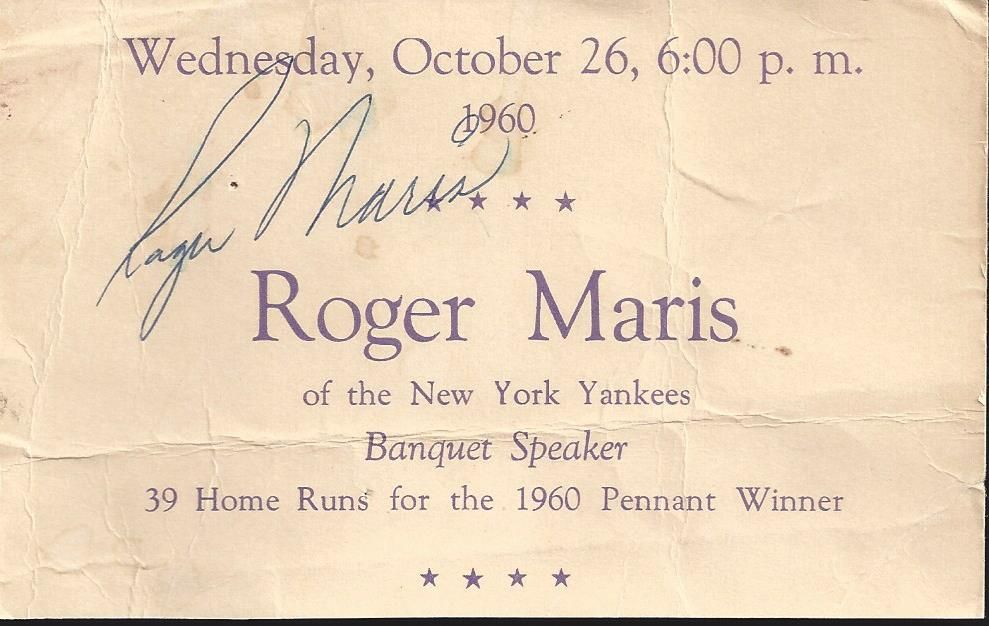 Wednesday, October 26, 6:00 p. m.
1960
Roger Maris
★ ★ ★ ★
Roger Maris
of the New York Yankees
Banquet Speaker
39 Home Runs for the 1960 Pennant Winner
★ ★ ★ ★